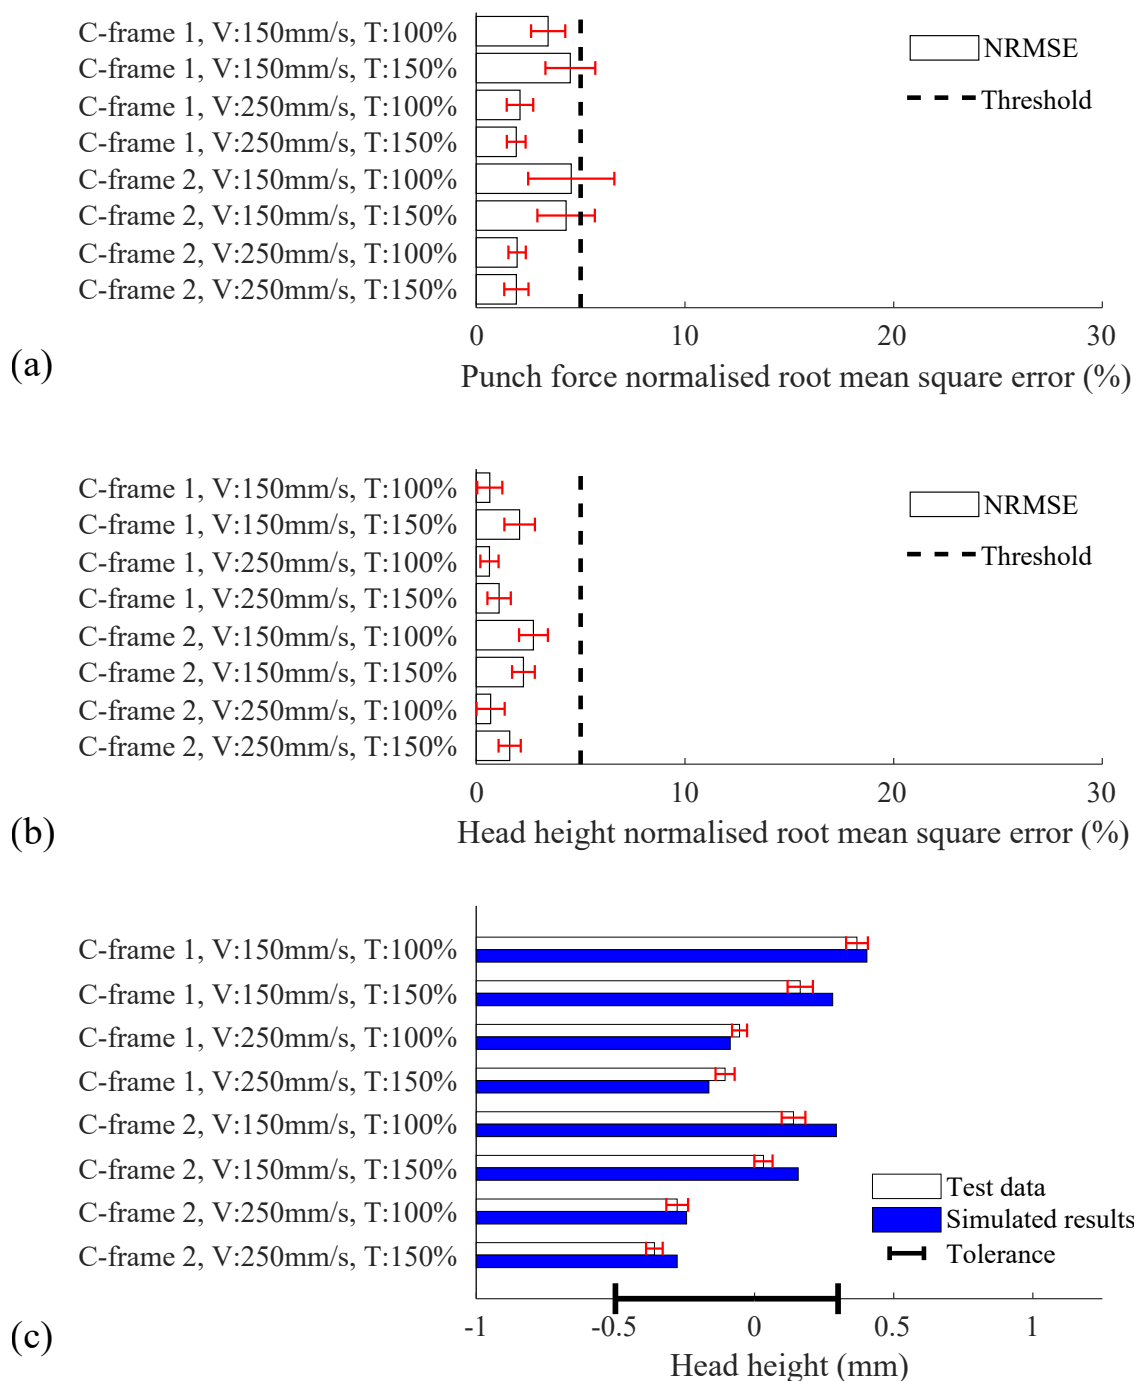 C-frame 1, V:150mm/s, T:100%
C-frame 1, V:150mm/s, T:150%
C-frame 1, V:250mm/s, T:100%
C-frame 1, V:250mm/s, T:150%
C-frame 2, V:150mm/s, T:100%
C-frame 2, V:150mm/s, T:150%
C-frame 2, V:250mm/s, T:100%
C-frame 2, V:250mm/s, T:150%
NRMSE
Threshold
0 10 20 30
(a)
Punch force normalised root mean square error (%)
C-frame 1, V:150mm/s, T:100%
C-frame 1, V:150mm/s, T:150%
C-frame 1, V:250mm/s, T:100%
C-frame 1, V:250mm/s, T:150%
C-frame 2, V:150mm/s, T:100%
C-frame 2, V:150mm/s, T:150%
C-frame 2, V:250mm/s, T:100%
C-frame 2, V:250mm/s, T:150%
NRMSE
Threshold
0 10 20 30
(b)
Head height normalised root mean square error (%)
C-frame 1, V:150mm/s, T:100%
C-frame 1, V:150mm/s, T:150%
C-frame 1, V:250mm/s, T:100%
C-frame 1, V:250mm/s, T:150%
C-frame 2, V:150mm/s, T:100%
C-frame 2, V:150mm/s, T:150%
C-frame 2, V:250mm/s, T:100%
C-frame 2, V:250mm/s, T:150%
Test data
Simulated results
Tolerance
-1 -0.5 0 0.5 1
(c)
Head height (mm)